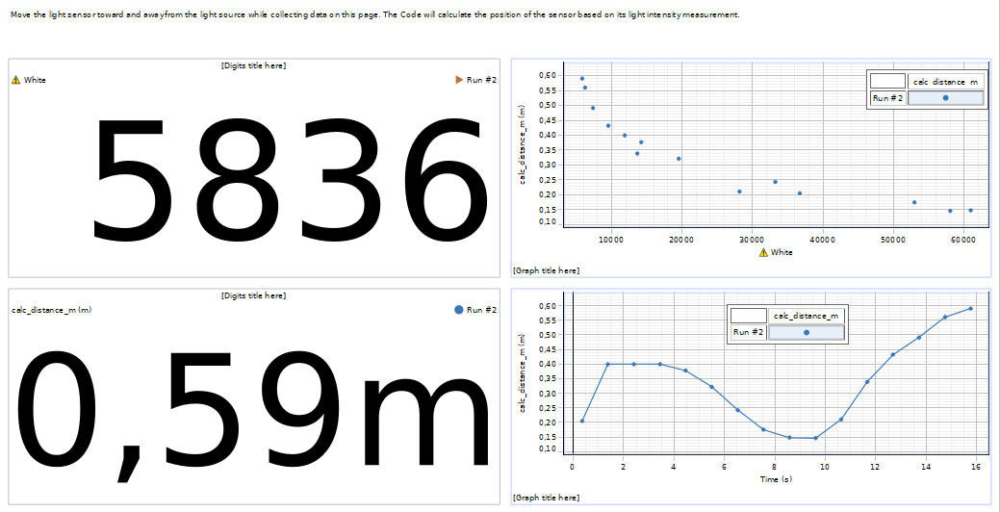 Move the light sensor toward and away from the light source while collecting data on this page. The Code will calculate the position of the sensor based on its light intensity measurement.
[Digits title here]
White
Run #2
5836
calc_distance_m (m)
0,60
0,55
0,50
0,45
0,40
0,35
0,30
0,25
0,20
0,15
0,10
calc distance m
Run #2
10000 20000 30000 40000 50000 60000
White
[Graph title here]
[Digits title here]
calc_distance_m (m)
Run #2
0,59m
calc_distance_m (m)
0,60
0,55
0,50
0,45
0,40
0,35
0,30
0,25
0,20
0,15
0,10
calc_distance_m
Run #2
0 2 4 6 8 10 12 14 16
Time (s)
[Graph title here]